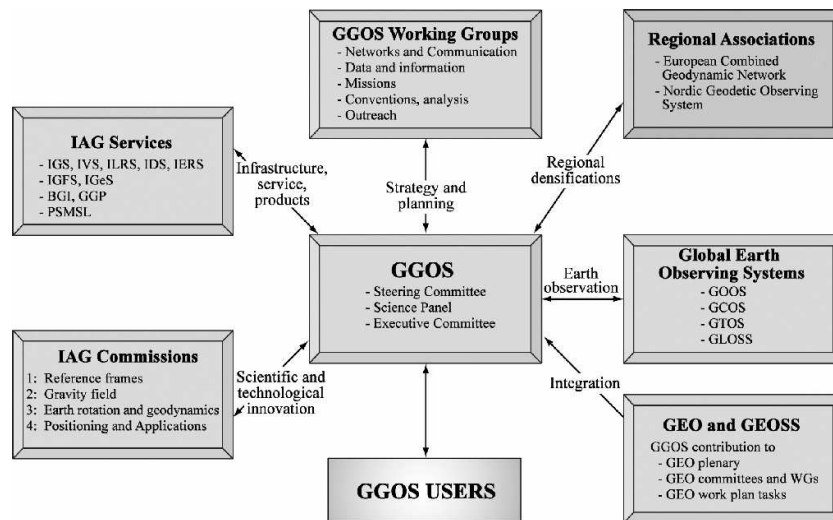 GGOS Working Groups
- Networks and Communication
- Data and information
- Missions
- Conventions, analysis
- Outreach
Regional Associations
- European Combined
Geodynamic Network
- Nordic Geodetic Observing
System
IAG Services
- IGS, IVS, ILRS, IDS, IERS
- IGFS, IGeS
- BGI, GGP
- PSMSL
Infrastructure,
service,
products
Strategy and
planning
Regional
densifications
GGOS
- Steering Committee
- Science Panel
- Executive Committee
Earth
observation
Global Earth
Observing Systems
- GOOS
- GCOS
- GTOS
- GLOSS
IAG Commissions
1: Reference frames
2: Gravity field
3: Earth rotation and geodynamics
4: Positioning and Applications
Scientific and
technological
innovation
Integration
GEO and GEOSS
GGOS contribution to
- GEO plenary
- GEO committees and WGs
- GEO work plan tasks
GGOS USERS